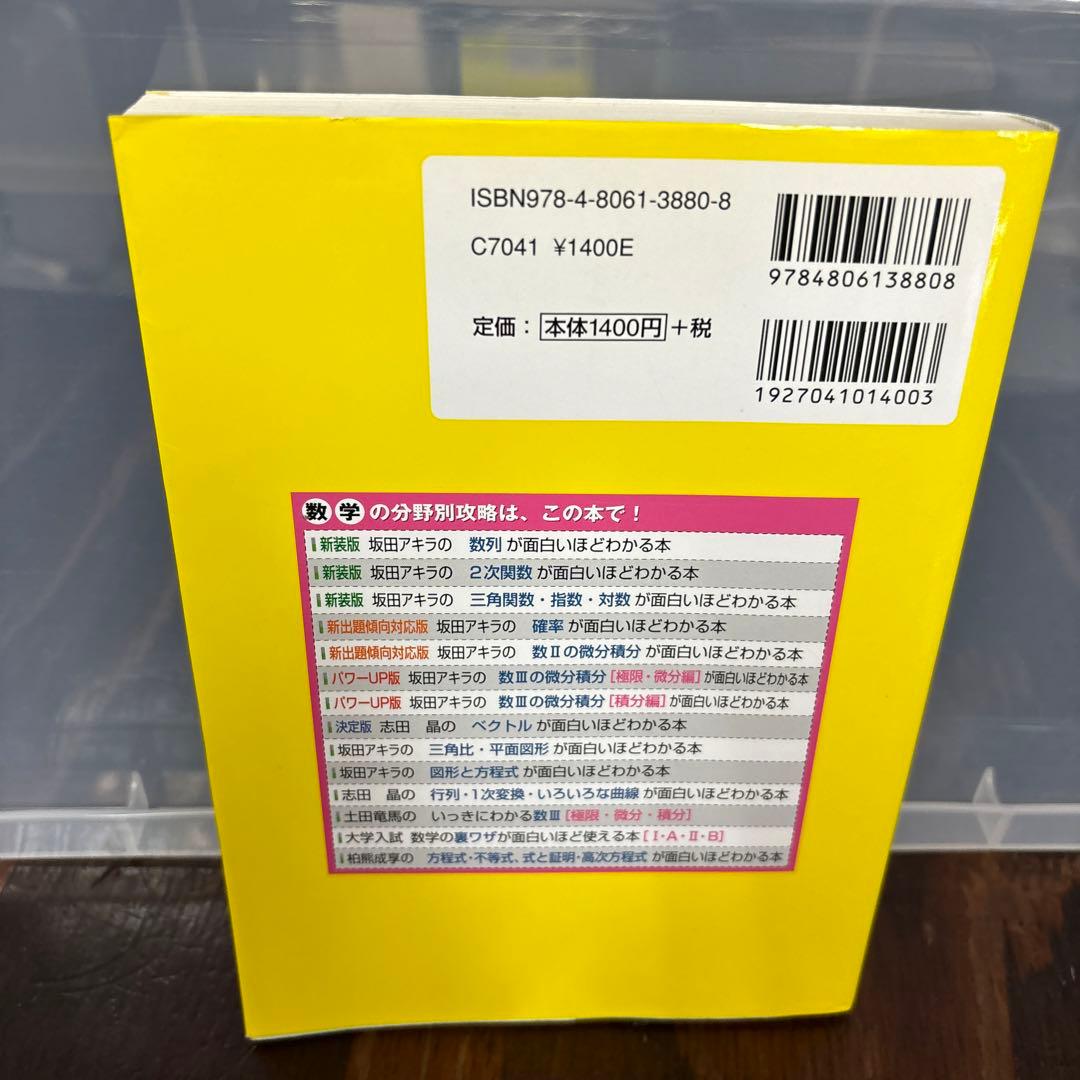 ISBN978-4-8061-3880-8
C7041 ¥1400E
9784806138808
定価：本体1400円＋税
1927041014003
数学の分野別攻略は、この本で！
新装版 坂田アキラの 数列が面白いほどわかる本
新装版 坂田アキラの 2次関数が面白いほどわかる本
新装版 坂田アキラの 三角関数・指数・対数が面白いほどわかる本
新出題傾向対応版 坂田アキラの 確率が面白いほどわかる本
新出題傾向対応版 坂田アキラの 数Ⅱの微分積分が面白いほどわかる本
パワーUP版 坂田アキラの 数Ⅲの微分積分［極限・微分編］が面白いほどわかる本
パワーUP版 坂田アキラの 数Ⅲの微分積分［積分編］が面白いほどわかる本
決定版 志田 晶の ベクトルが面白いほどわかる本
坂田アキラの 三角比・平面図形が面白いほどわかる本
坂田アキラの 図形と方程式が面白いほどわかる本
志田 晶の 行列・1次変換・いろいろな曲線が面白いほどわかる本
土田竜馬の いっきにわかる数Ⅲ［極限・微分・積分］
大学入試 数学の裏ワザが面白いほど使える本［Ⅰ・A・Ⅱ・B］
柏熊成享の 方程式・不等式、式と証明・高次方程式が面白いほどわかる本